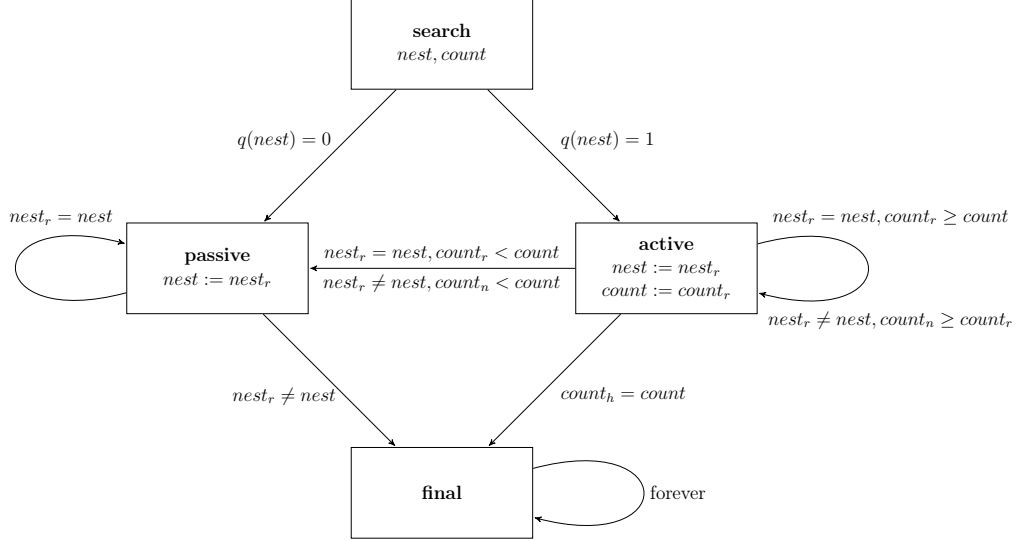 search
nest, count
q(nest) = 0
q(nest) = 1
nest_r = nest
passive
nest := nest_r
nest_r = nest, count_r < count
nest_r ≠ nest, count_n < count
active
nest := nest_r
count := count_r
nest_r = nest, count_r ≥ count
nest_r ≠ nest, count_n ≥ count_r
nest_r ≠ nest
count_h = count
final
forever